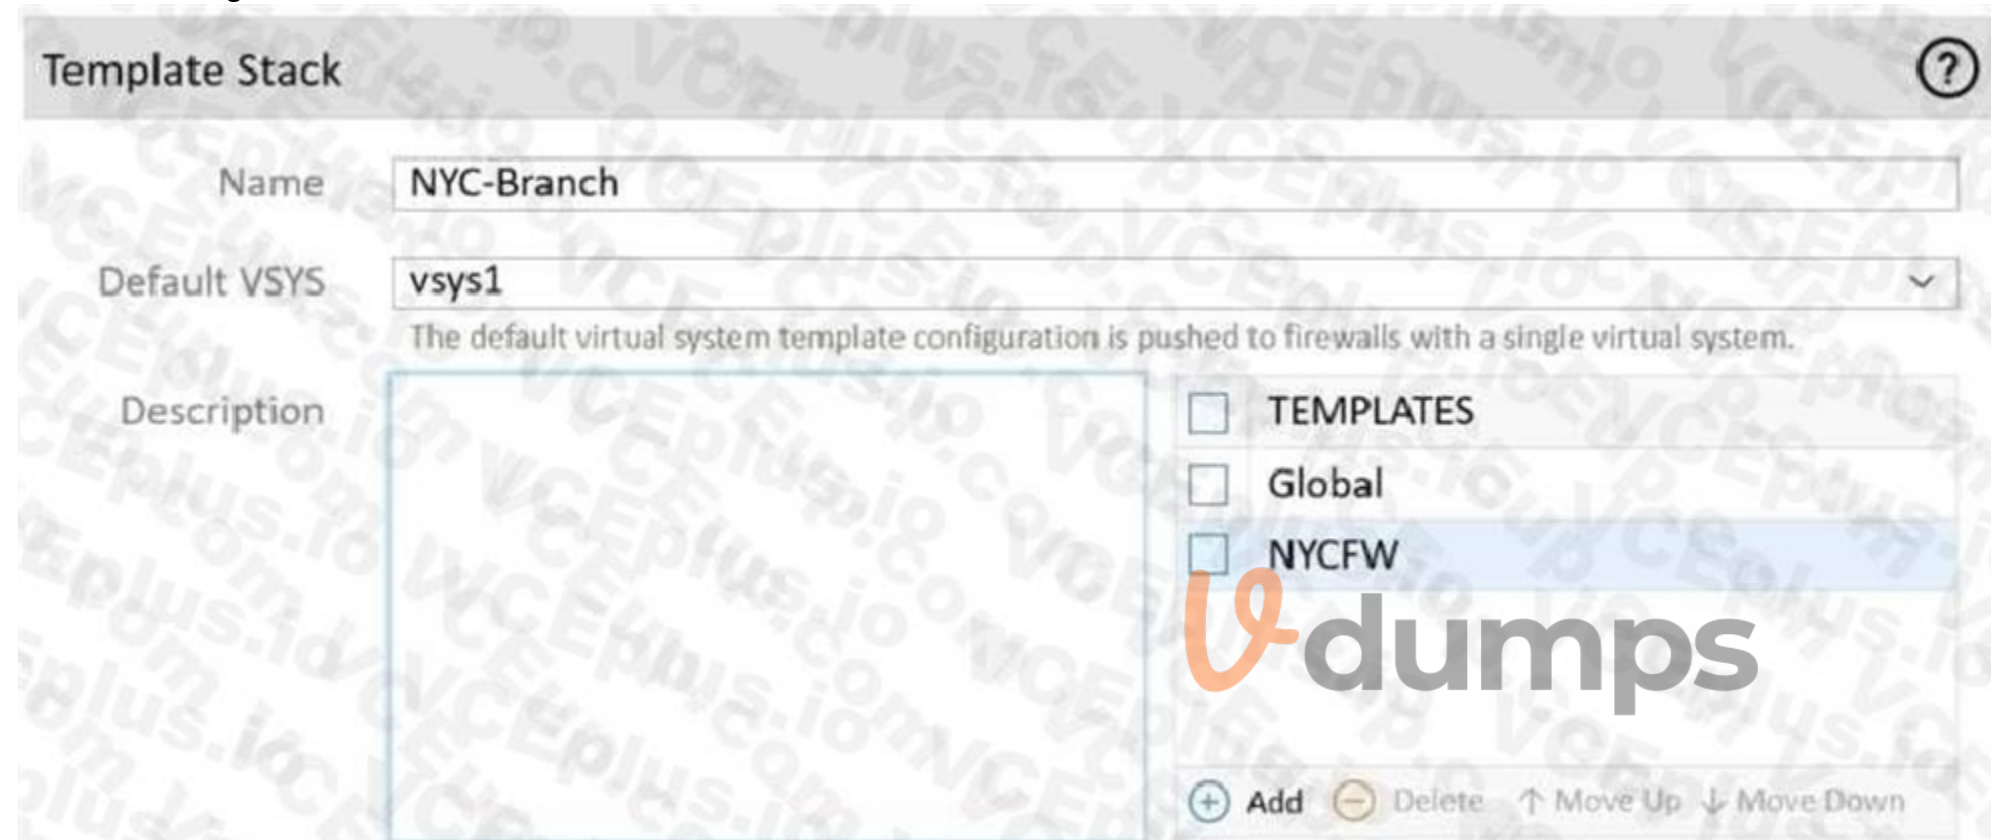 Template Stack
?
Name NYC-Branch
Default VSYS vsys1
The default virtual system template configuration is pushed to firewalls with a single virtual system.
Description
TEMPLATES
Global
NYCFW
Vdumps
Add Delete ↑ Move Up ↓ Move Down